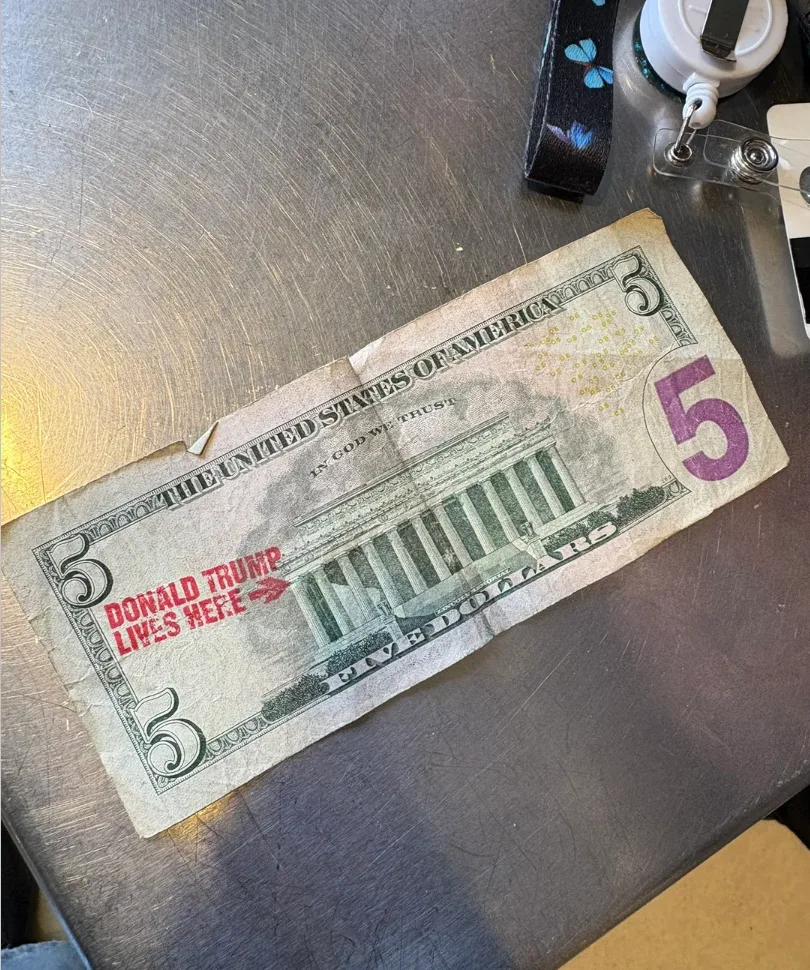 5
THE UNITED STATES OF AMERICA
5
IN GOD WE TRUST
5
DONALD TRUMP
LIVES HERE
FIVE DOLLARS
5